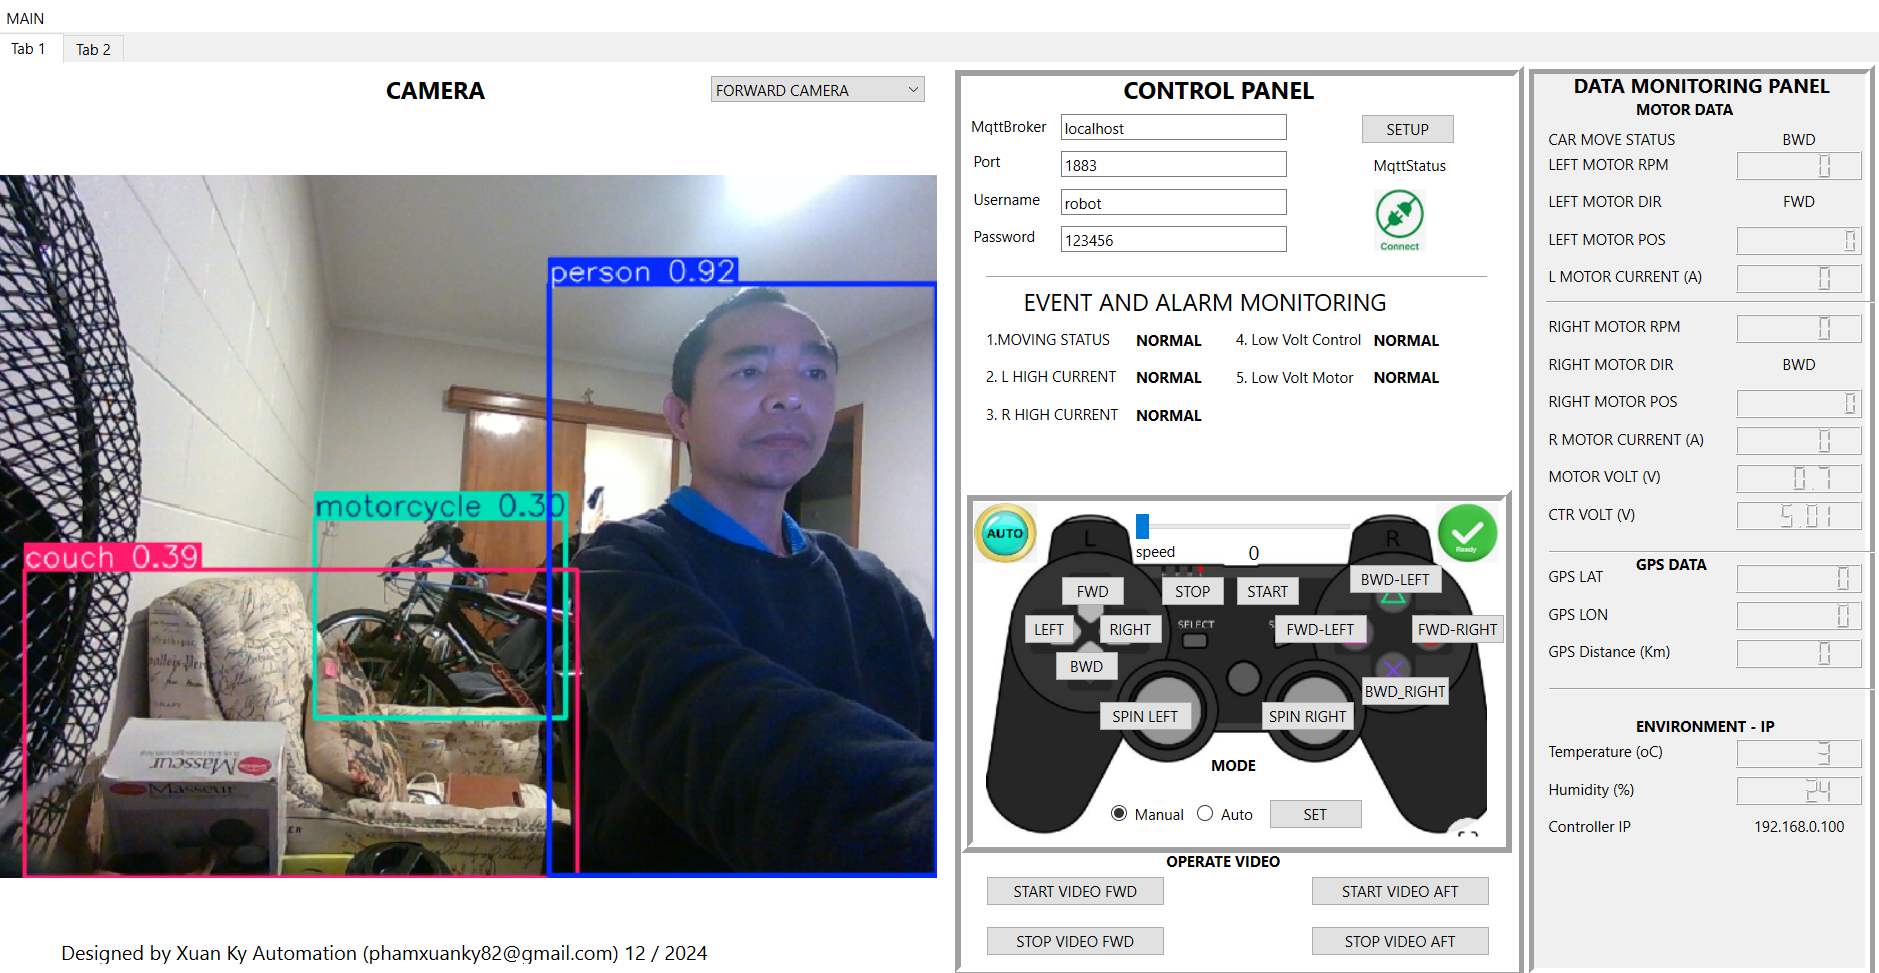 MAIN
Tab 1
Tab 2
CAMERA
FORWARD CAMERA
person 0.92
motorcycle 0.30
couch 0.39
Masseur
Masseur
Designed by Xuan Ky Automation (phamxuanky82@gmail.com) 12 / 2024
CONTROL PANEL
MqttBroker localhost
SETUP
Port 1883
MqttStatus
Username robot
Connect
Password 123456
EVENT AND ALARM MONITORING
1.MOVING STATUS NORMAL 4. Low Volt Control NORMAL
2. L HIGH CURRENT NORMAL 5. Low Volt Motor NORMAL
3. R HIGH CURRENT NORMAL
AUTO
L
speed 0
R
Ready
FWD STOP START BWD-LEFT
LEFT RIGHT SELECT S FWD-LEFT FWD-RIGHT
BWD
BWD_RIGHT
SPIN LEFT SPIN RIGHT
MODE
Manual Auto SET
OPERATE VIDEO
START VIDEO FWD START VIDEO AFT
STOP VIDEO FWD STOP VIDEO AFT
DATA MONITORING PANEL
MOTOR DATA
CAR MOVE STATUS BWD
LEFT MOTOR RPM 0
LEFT MOTOR DIR FWD
LEFT MOTOR POS 0
L MOTOR CURRENT (A) 0
RIGHT MOTOR RPM 0
RIGHT MOTOR DIR BWD
RIGHT MOTOR POS 0
R MOTOR CURRENT (A) 0
MOTOR VOLT (V) 0.7
CTR VOLT (V) 5.01
GPS DATA
GPS LAT 0
GPS LON 0
GPS Distance (Km) 0
ENVIRONMENT - IP
Temperature (oC) 3
Humidity (%) 24
Controller IP 192.168.0.100